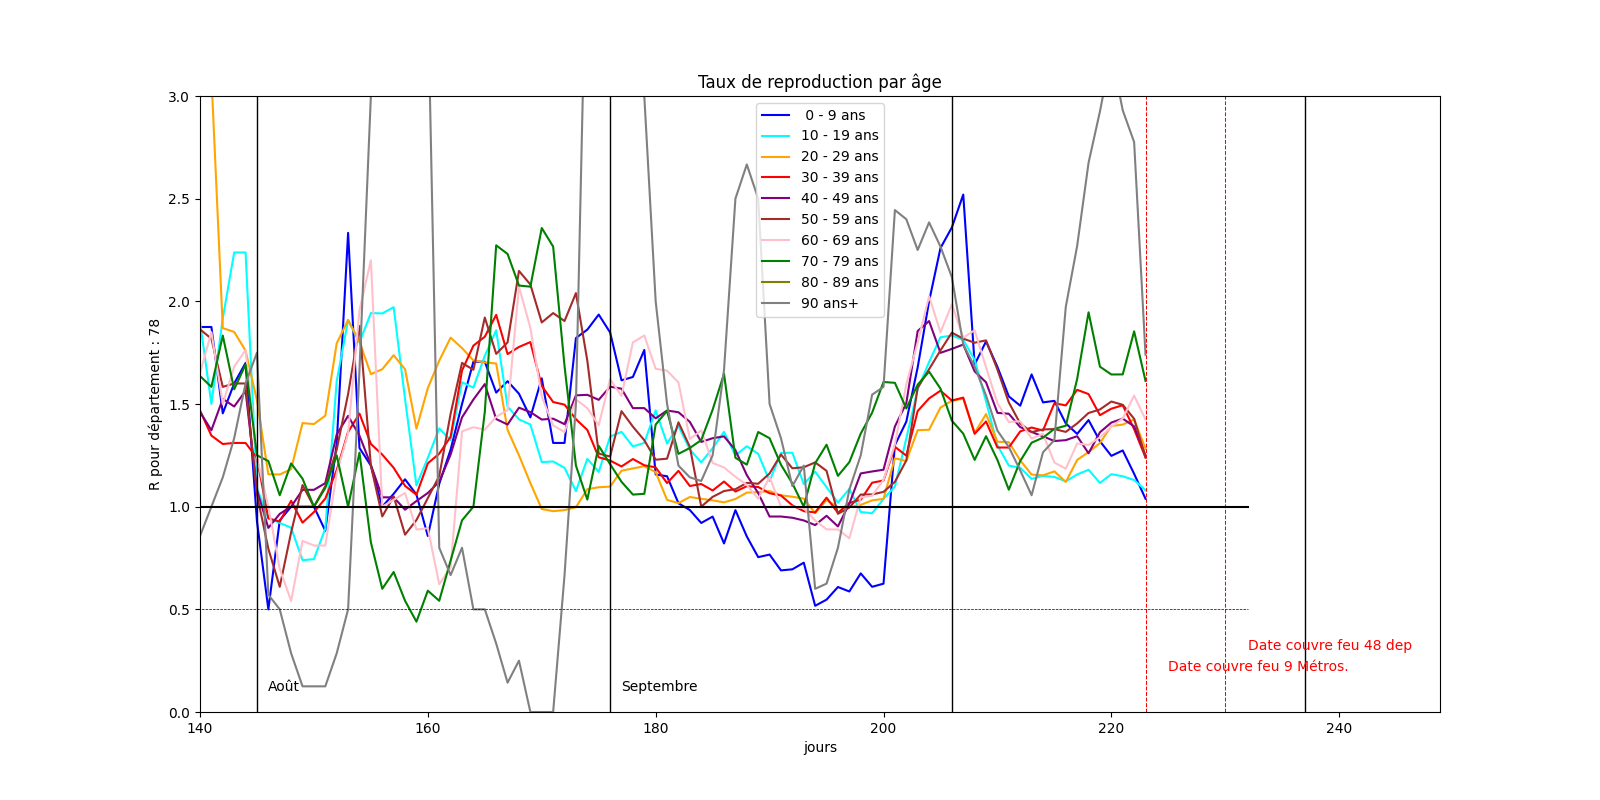 Taux de reproduction par âge
R pour département : 78
3.0
2.5
2.0
1.5
1.0
0.5
0.0
0 - 9 ans
10 - 19 ans
20 - 29 ans
30 - 39 ans
40 - 49 ans
50 - 59 ans
60 - 69 ans
70 - 79 ans
80 - 89 ans
90 ans+
Date couvre feu 48 dep
Date couvre feu 9 Métros.
Août
Septembre
140
160
180
200
220
240
jours